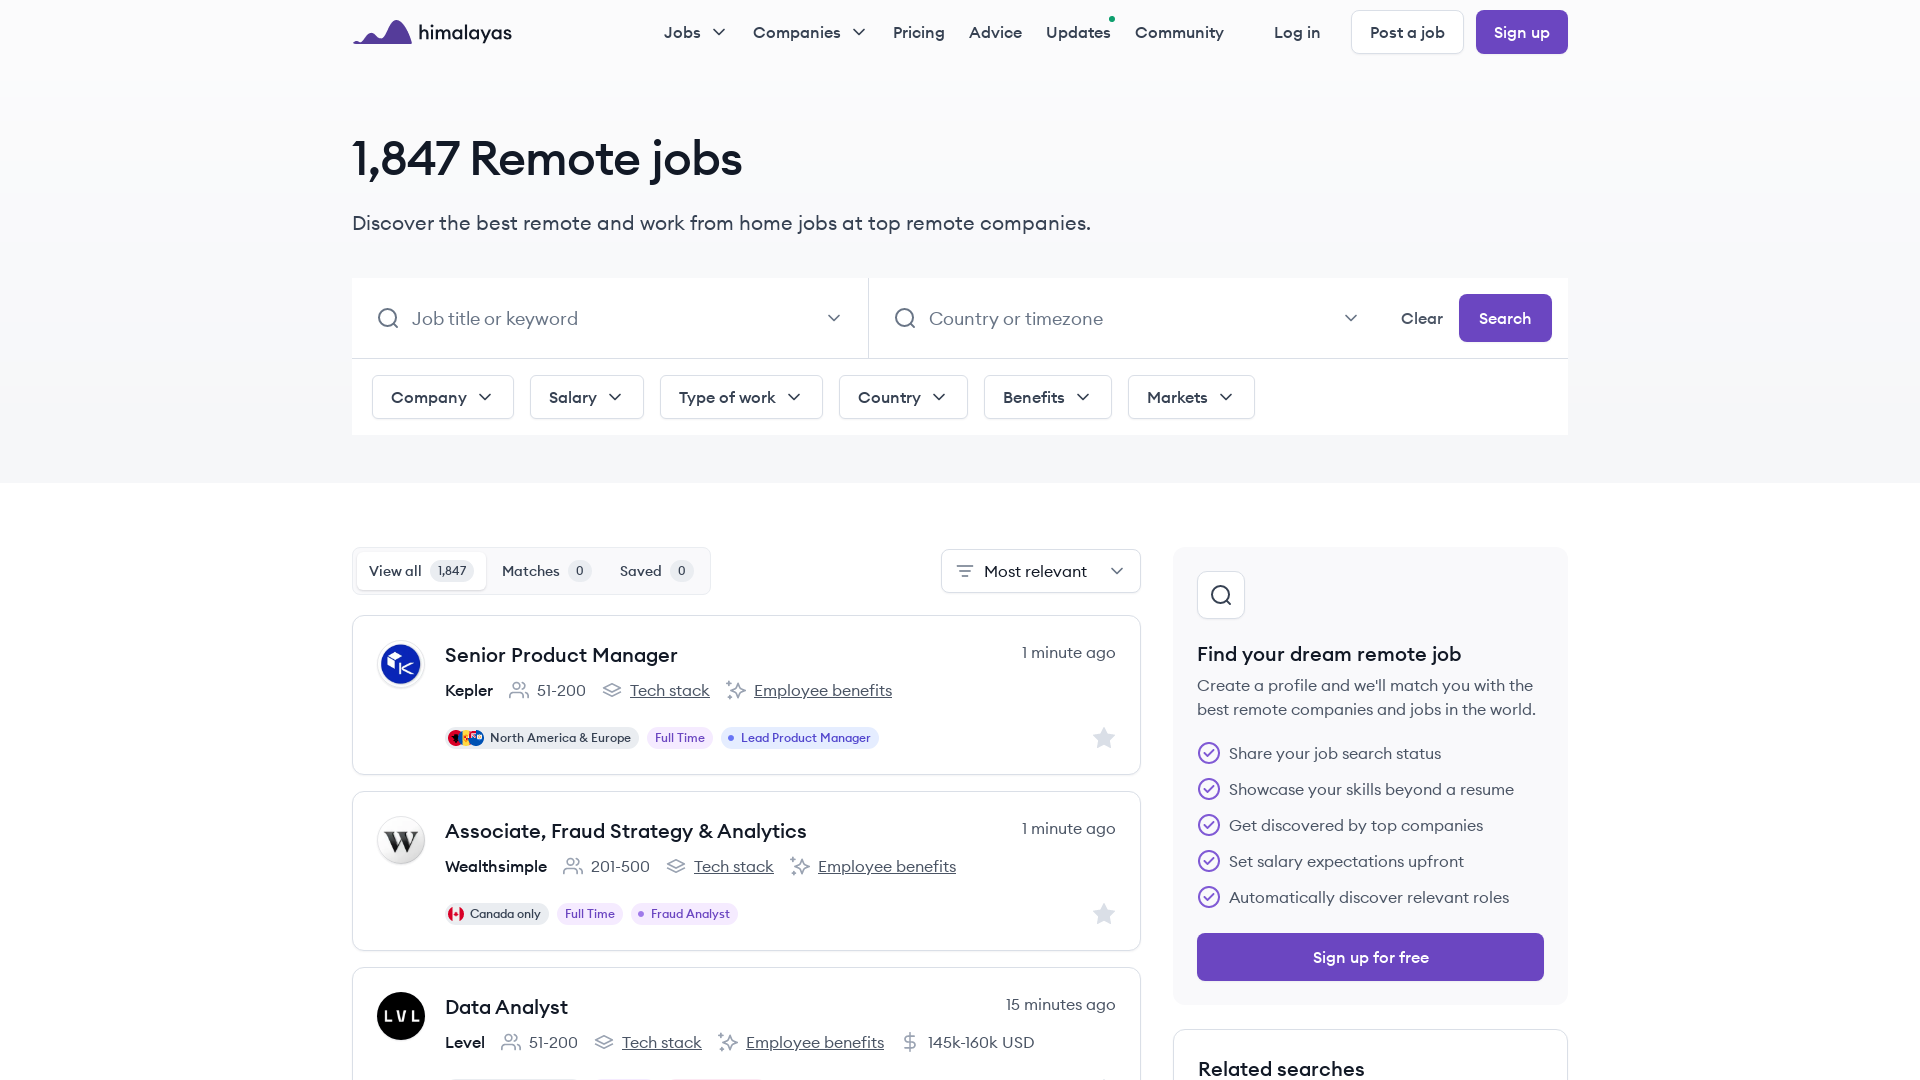 himalayas
Jobs
Companies
Pricing
Advice
Updates
Community
Log in
Post a job
Sign up
1,847 Remote jobs
Discover the best remote and work from home jobs at top remote companies.
Job title or keyword
Country or timezone
Clear
Search
Company
Salary
Type of work
Country
Benefits
Markets
View all 1,847
Matches 0
Saved 0
Most relevant
Senior Product Manager
1 minute ago
Kepler 51-200 Tech stack Employee benefits
North America & Europe Full Time Lead Product Manager
W
Associate, Fraud Strategy & Analytics
1 minute ago
Wealthsimple 201-500 Tech stack Employee benefits
Canada only Full Time Fraud Analyst
LVL
Data Analyst
15 minutes ago
Level 51-200 Tech stack Employee benefits 145k-160k USD
Find your dream remote job
Create a profile and we'll match you with the
best remote companies and jobs in the world.
Share your job search status
Showcase your skills beyond a resume
Get discovered by top companies
Set salary expectations upfront
Automatically discover relevant roles
Sign up for free
Related searches